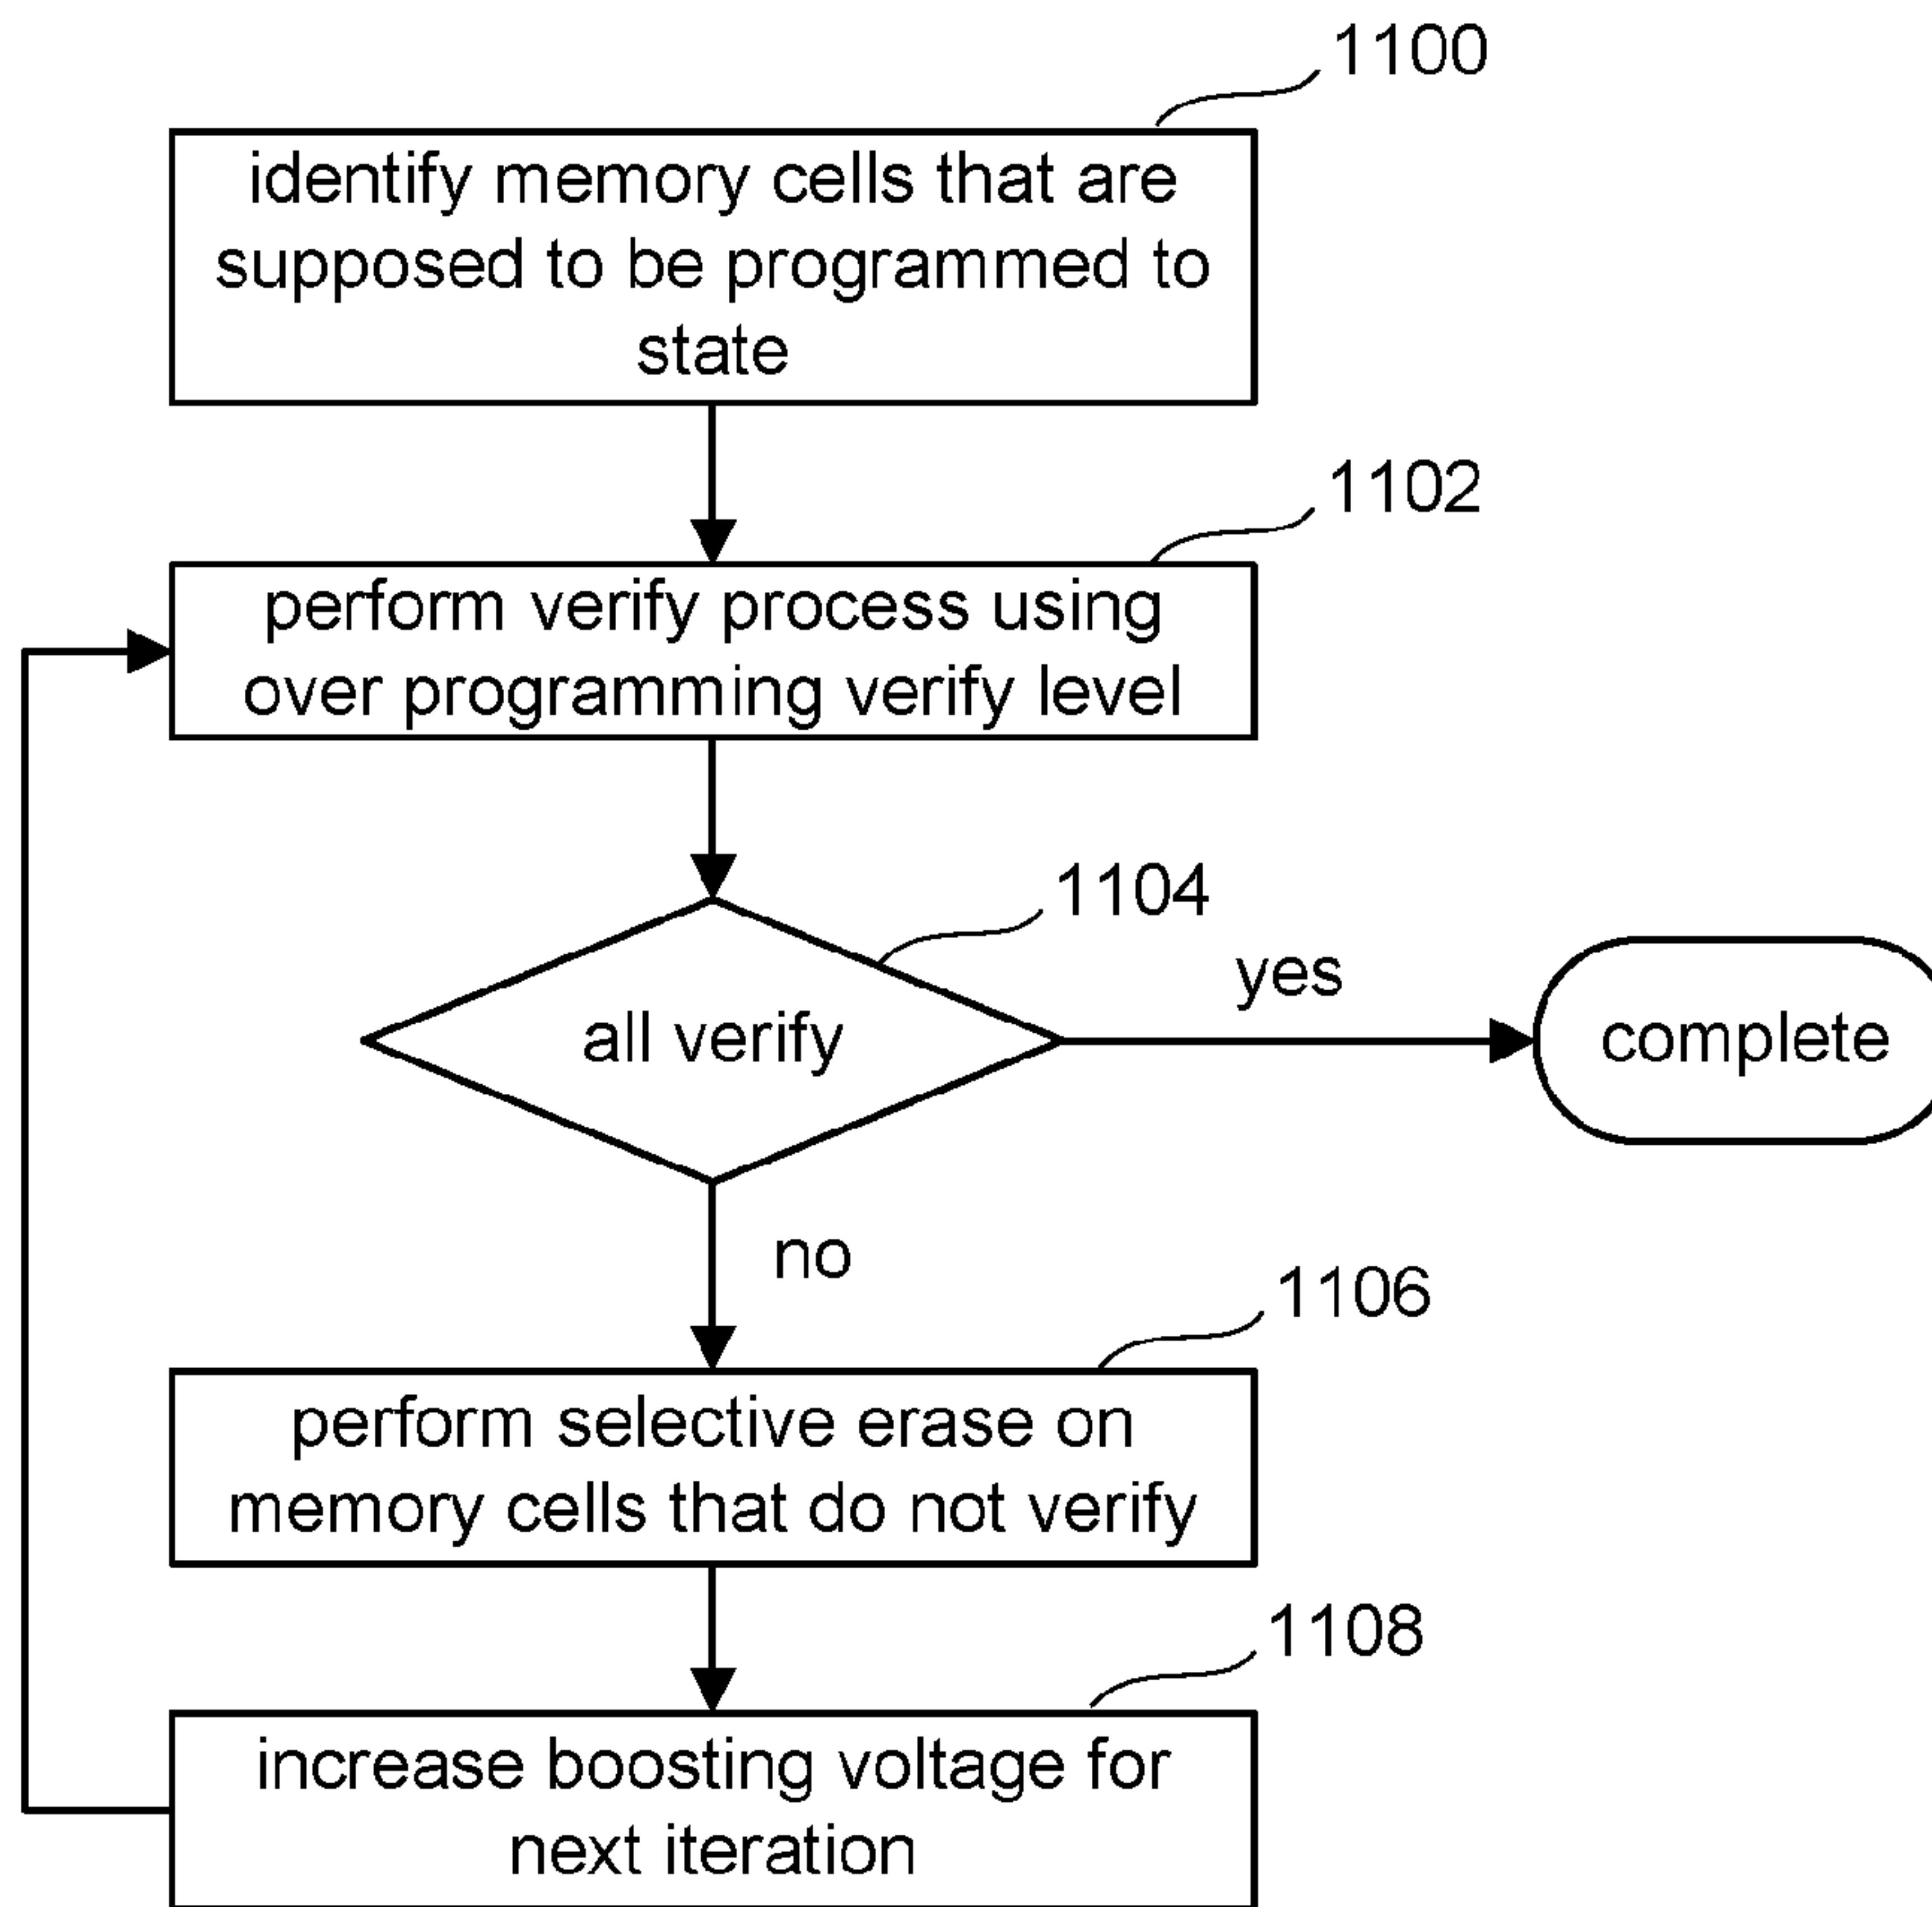 1100
identify memory cells that are
supposed to be programmed to
state
1102
perform verify process using
over programming verify level
1104
all verify
yes
complete
no
1106
perform selective erase on
memory cells that do not verify
1108
increase boosting voltage for
next iteration